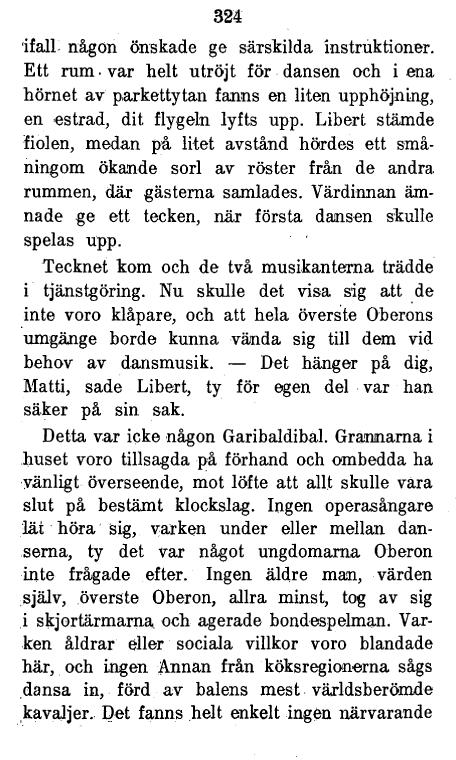 324
ifall någon önskade ge särskilda instruktioner.
Ett rum var helt utröjt för dansen och i ena
hörnet av parkettytan fanns en liten upphöjning,
en estrad, dit flygeln lyfts upp. Libert stämde
fiolen, medan på litet avstånd hördes ett små-
ningom ökande sorl av röster från de andra
rummen, där gästerna samlades. Värdinnan äm-
nade ge ett tecken, när första dansen skulle
spelas upp.
Tecknet kom och de två musikanterna trädde
i tjänstgöring. Nu skulle det visa sig att de
inte voro klåpare, och att hela överste Oberons
umgänge borde kunna vända sig till dem vid
behov av dansmusik. — Det hänger på dig,
Matti, sade Libert, ty för egen del var han
säker på sin sak.
Detta var icke någon Garibaldibal. Grannarna i
huset voro tillsagda på förhand och ombedda ha
vänligt överseende, mot löfte att allt skulle vara
slut på bestämt klockslag. Ingen operasångare
lät höra sig, varken under eller mellan dan-
serna, ty det var något ungdomarna Oberon
inte frågade efter. Ingen äldre man, värden
själv, överste Oberon, allra minst, tog av sig
i skjortärmarna och agerade bondespelman. Var-
ken åldrar eller sociala villkor voro blandade
här, och ingen Annan från köksregionerna sågs
dansa in, förd av balens mest världsberömde
kavaljer. Det fanns helt enkelt ingen närvarande